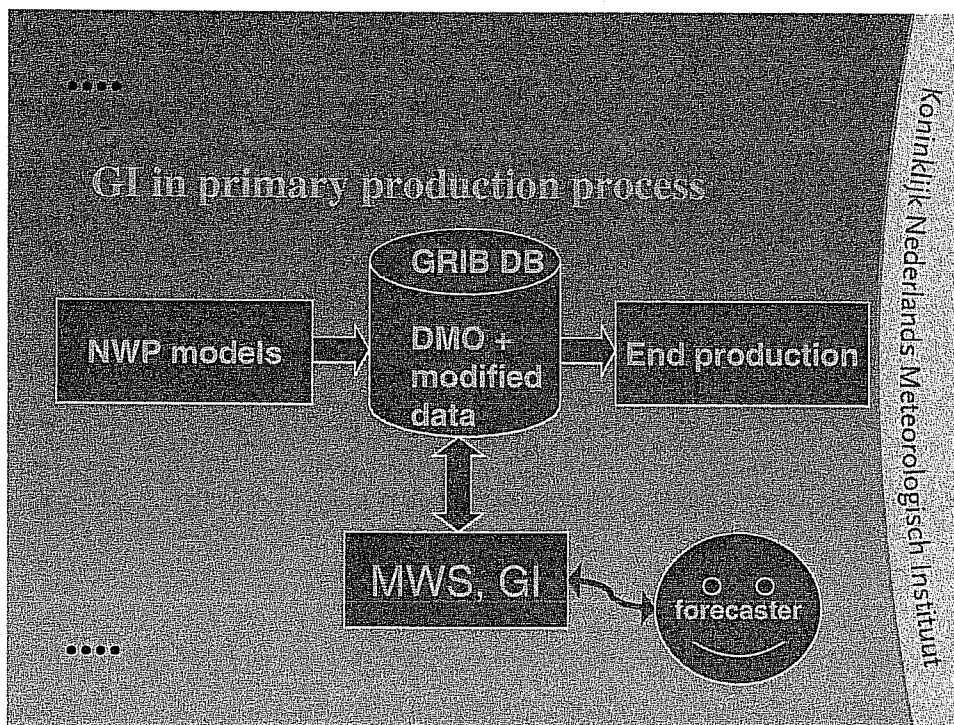 GI in primary production process
GRIB DB
NWP models
DMO +
modified
data
End production
MWS, GI
forecaster
Koninklijk Nederlands Meteorologisch Instituut